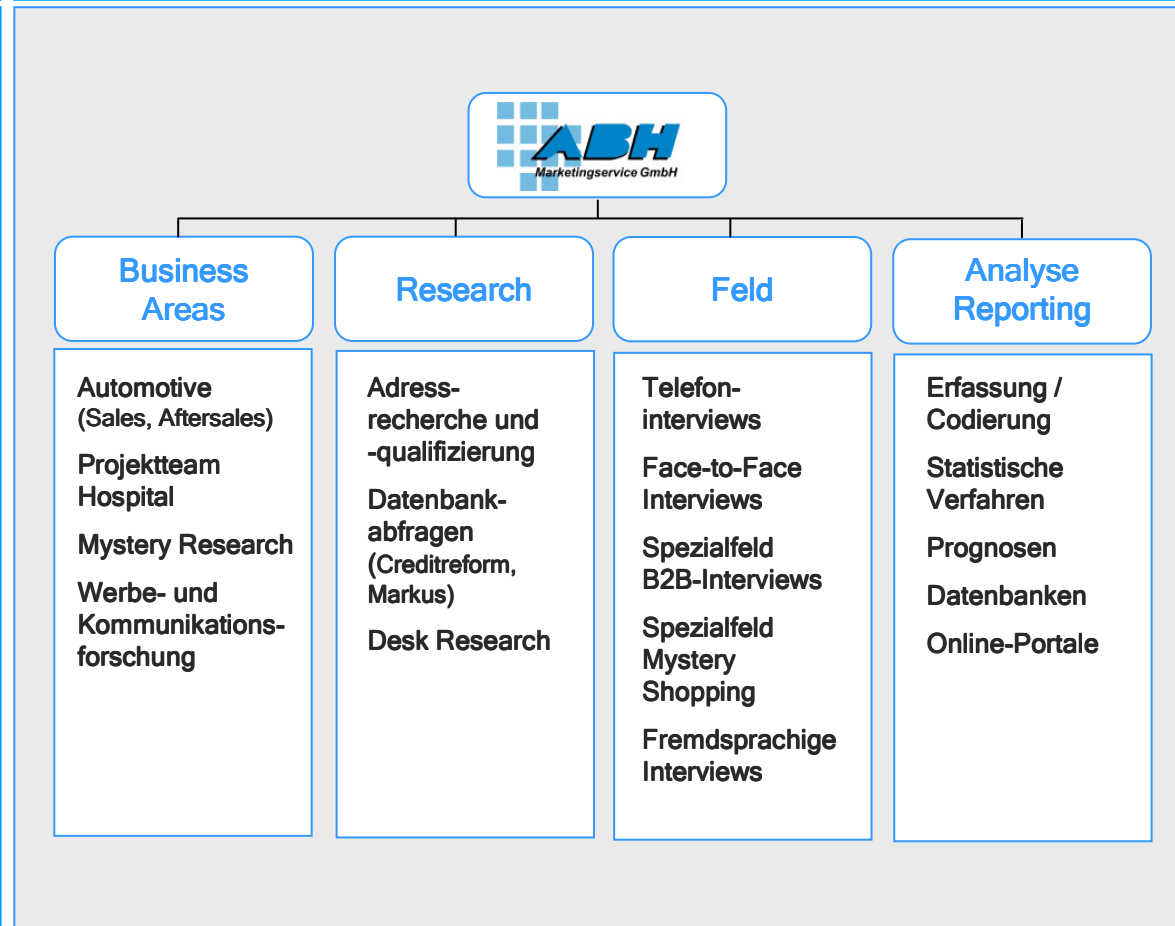 ABH
Marketingservice GmbH
Business
Areas
Automotive
(Sales, Aftersales)
Projektteam
Hospital
Mystery Research
Werbe- und
Kommunikations-
forschung
Research
Adress-
recherche und
-qualifizierung
Datenbank-
abfragen
(Creditreform,
Markus)
Desk Research
Feld
Telefon-
interviews
Face-to-Face
Interviews
Spezialfeld
B2B-Interviews
Spezialfeld
Mystery
Shopping
Fremdsprachige
Interviews
Analyse
Reporting
Erfassung /
Codierung
Statistische
Verfahren
Prognosen
Datenbanken
Online-Portale